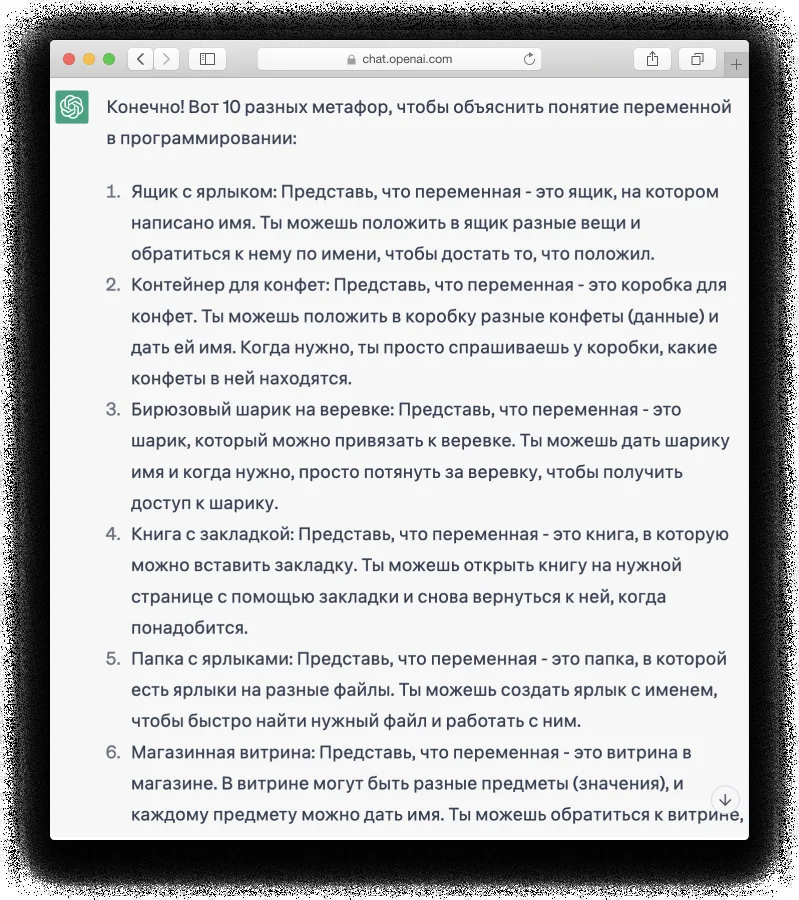 chat.openai.com
Конечно! Вот 10 разных метафор, чтобы объяснить понятие переменной
в программировании:
1. Ящик с ярлыком: Представь, что переменная - это ящик, на котором
написано имя. Ты можешь положить в ящик разные вещи и
обратиться к нему по имени, чтобы достать то, что положил.
2. Контейнер для конфет: Представь, что переменная - это коробка для
конфет. Ты можешь положить в коробку разные конфеты (данные) и
дать ей имя. Когда нужно, ты просто спрашиваешь у коробки, какие
конфеты в ней находятся.
3. Бирюзовый шарик на веревке: Представь, что переменная - это
шарик, который можно привязать к веревке. Ты можешь дать шарику
имя и когда нужно, просто потянуть за веревку, чтобы получить
доступ к шарику.
4. Книга с закладкой: Представь, что переменная - это книга, в которую
можно вставить закладку. Ты можешь открыть книгу на нужной
странице с помощью закладки и снова вернуться к ней, когда
понадобится.
5. Папка с ярлыками: Представь, что переменная - это папка, в которой
есть ярлыки на разные файлы. Ты можешь создать ярлык с именем,
чтобы быстро найти нужный файл и работать с ним.
6. Магазинная витрина: Представь, что переменная - это витрина в
магазине. В витрине могут быть разные предметы (значения), и
каждому предмету можно дать имя. Ты можешь обратиться к витрине,